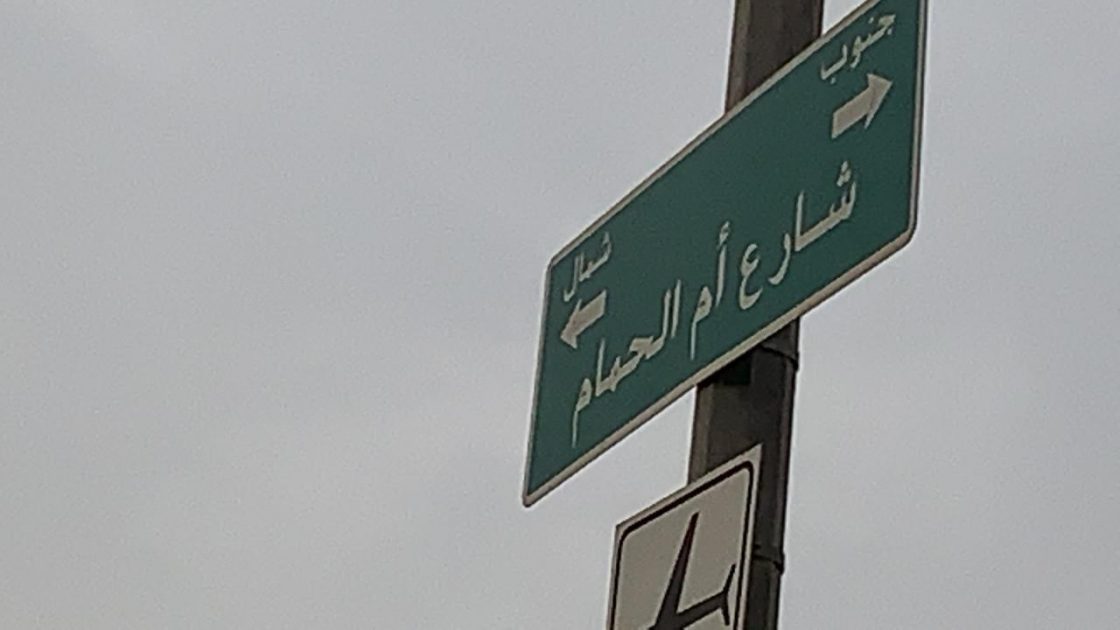 جنوب
شمال
شارع أم الحمام